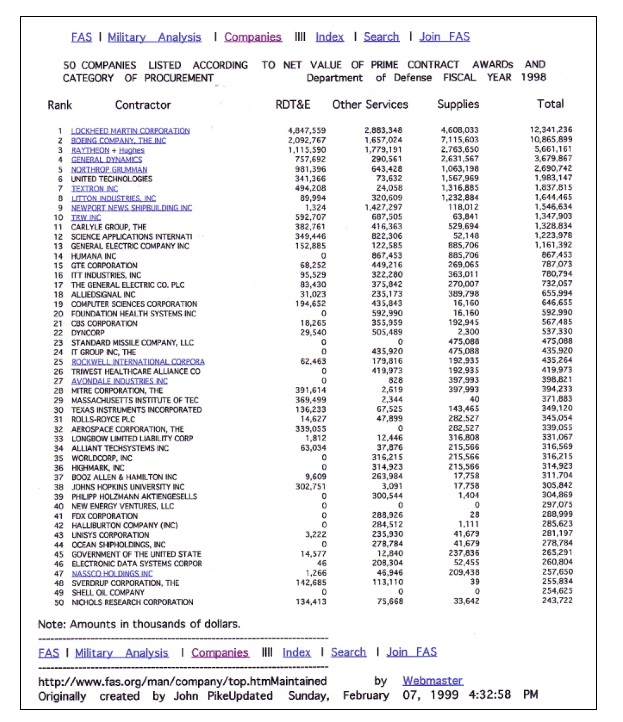 FAS | Military Analysis | Companies |||| Index | Search | Join FAS
50 COMPANIES LISTED ACCORDING TO NET VALUE OF PRIME CONTRACT AWARDs AND
CATEGORY OF PROCUREMENT Department of Defense FISCAL YEAR 1998
Rank Contractor RDT&E Other Services Supplies Total
1 LOCKHEED MARTIN CORPORATION 4,847,559 2,883,348 4,608,033 12,341,236
2 BOEING COMPANY, THE INC 2,092,767 1,657,024 7,115,603 10,865,899
3 RAYTHEON + Hughes 1,115,590 1,779,191 2,763,650 5,661,161
4 GENERAL DYNAMICS 757,692 290,561 2,631,567 3,679,867
5 NORTHROP GRUMMAN 981,396 643,428 1,063,198 2,690,742
6 UNITED TECHNOLOGIES 341,366 73,632 1,567,969 1,983,147
7 TEXTRON INC 494,208 24,058 1,316,885 1,837,815
8 LITTON INDUSTRIES, INC 89,994 320,609 1,232,884 1,644,465
9 NEWPORT NEWS SHIPBUILDING INC 1,324 1,427,297 118,012 1,546,634
10 TRW INC 592,707 687,505 63,841 1,347,903
11 CARLYLE GROUP, THE 382,761 416,363 529,694 1,328,834
12 SCIENCE APPLICATIONS INTERNATI 349,446 822,306 52,148 1,223,978
13 GENERAL ELECTRIC COMPANY INC 152,885 122,585 885,706 1,161,392
14 HUMANA INC 0 867,453 885,706 867,453
15 GTE CORPORATION 68,252 449,216 269,065 787,073
16 ITT INDUSTRIES, INC 95,529 322,280 363,011 780,794
17 THE GENERAL ELECTRIC CO. PLC 83,430 375,842 270,007 732,057
18 ALLIEDSIGNAL INC 31,023 235,173 389,798 655,994
19 COMPUTER SCIENCES CORPORATION 194,652 435,843 16,160 646,655
20 FOUNDATION HEALTH SYSTEMS INC 0 592,990 16,160 592,990
21 CBS CORPORATION 18,265 355,959 192,945 567,485
22 DYNCORP 29,540 505,489 2,300 537,330
23 STANDARD MISSILE COMPANY, LLC 0 0 475,088 475,088
24 IT GROUP INC, THE 0 435,920 475,088 435,920
25 ROCKWELL INTERNATIONAL CORPORA 62,463 179,816 192,935 435,264
26 TRIWEST HEALTHCARE ALLIANCE CO 0 419,973 192,935 419,973
27 AVONDALE INDUSTRIES INC 0 828 397,993 398,821
28 MITRE CORPORATION, THE 391,614 2,619 397,993 394,233
29 MASSACHUSETTS INSTITUTE OF TEC 369,499 2,344 40 371,883
30 TEXAS INSTRUMENTS INCORPORATED 136,233 67,525 143,465 349,120
31 ROLLS-ROYCE PLC 14,627 47,899 282,527 345,054
32 AEROSPACE CORPORATION, THE 339,055 0 282,527 339,055
33 LONGBOW LIMITED LIABILITY CORP 1,812 12,446 316,808 331,067
34 ALLIANT TECHSYSTEMS INC 63,034 37,876 215,566 316,569
35 WORLDCORP, INC 0 316,215 215,566 316,215
36 HIGHMARK, INC 0 314,923 215,566 314,923
37 BOOZ ALLEN & HAMILTON INC 9,609 263,984 17,758 311,704
38 JOHNS HOPKINS UNIVERSITY INC 302,751 3,091 17,758 305,842
39 PHILIPP HOLZMANN AKTIENGESELLS 0 300,544 1,404 304,869
40 NEW ENERGY VENTURES, LLC 0 0 0 297,075
41 FDX CORPORATION 0 288,926 28 288,999
42 HALLIBURTON COMPANY (INC) 0 284,512 1,111 285,623
43 UNISYS CORPORATION 3,222 235,930 41,679 281,197
44 OCEAN SHIPHOLDINGS, INC 0 278,784 41,679 278,784
45 GOVERNMENT OF THE UNITED STATE 14,577 12,840 237,836 265,291
46 ELECTRONIC DATA SYSTEMS CORPOR 46 208,304 52,455 260,804
47 NASSCO HOLDINGS INC 1,266 46,946 209,438 257,650
48 SVERDRUP CORPORATION, THE 142,685 113,110 39 255,834
49 SHELL OIL COMPANY 0 0 0 254,625
50 NICHOLS RESEARCH CORPORATION 134,413 75,668 33,642 243,722
Note: Amounts in thousands of dollars.
FAS | Military Analysis | Companies |||| Index | Search | Join FAS
http://www.fas.org/man/company/top.htmMaintained by Webmaster
Originally created by John PikeUpdated Sunday, February 07, 1999 4:32:58 PM